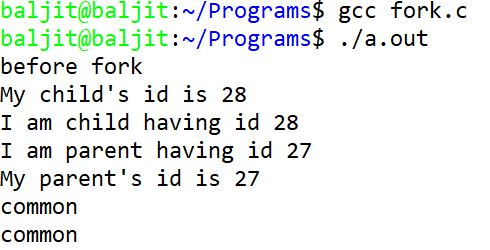 baljit@baljit:~/Programs$ gcc fork.c
baljit@baljit:~/Programs$ ./a.out
before fork
My child's id is 28
I am child having id 28
I am parent having id 27
My parent's id is 27
common
common